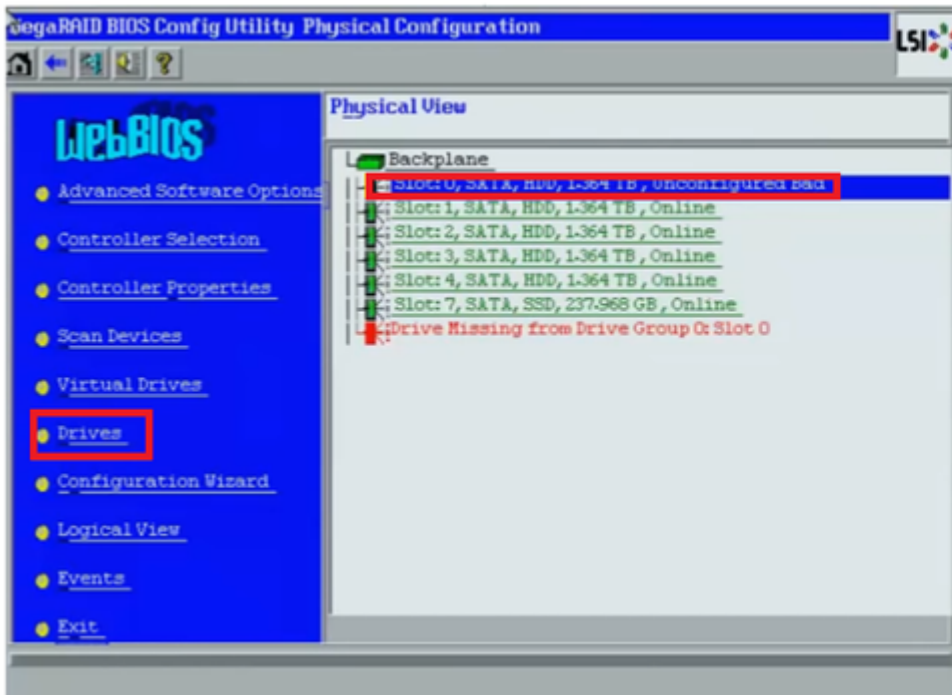 MegaRAID BIOS Config Utility Physical Configuration
LSI
WebBIOS
Advanced Software Options
Controller Selection
Controller Properties
Scan Devices
Virtual Drives
Drives
Configuration Wizard
Logical View
Events
Exit
Physical View
Backplane
Slot: 0, SATA, HDD, 1.364 TB, Unconfigured Bad
Slot: 1, SATA, HDD, 1.364 TB, Online
Slot: 2, SATA, HDD, 1.364 TB, Online
Slot: 3, SATA, HDD, 1.364 TB, Online
Slot: 4, SATA, HDD, 1.364 TB, Online
Slot: 7, SATA, SSD, 237.968 GB, Online
Drive Missing from Drive Group 0: Slot 0